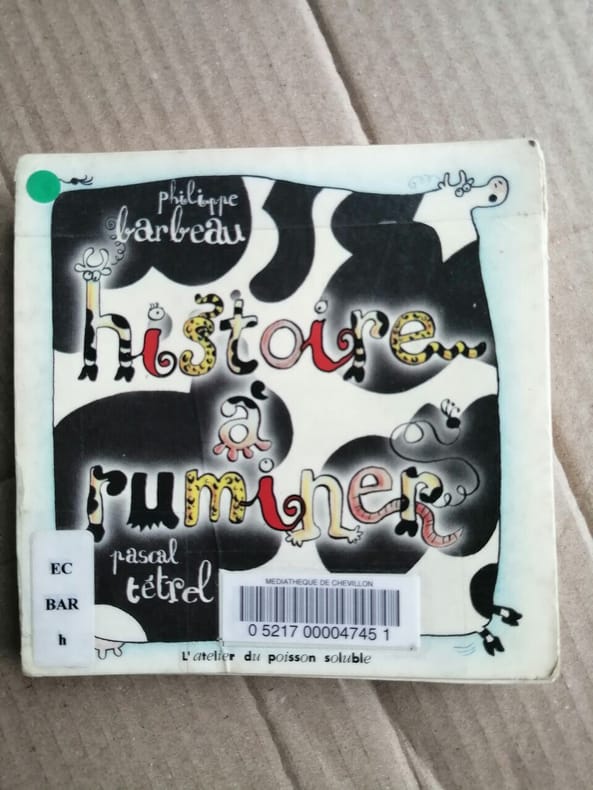 philippe
barbeau
histoire
à
ruminer
pascal
tétrel
EC
BAR
h
MEDIATHEQUE DE CHEVILLON
0 5217 00004745 1
L'atelier du poisson soluble